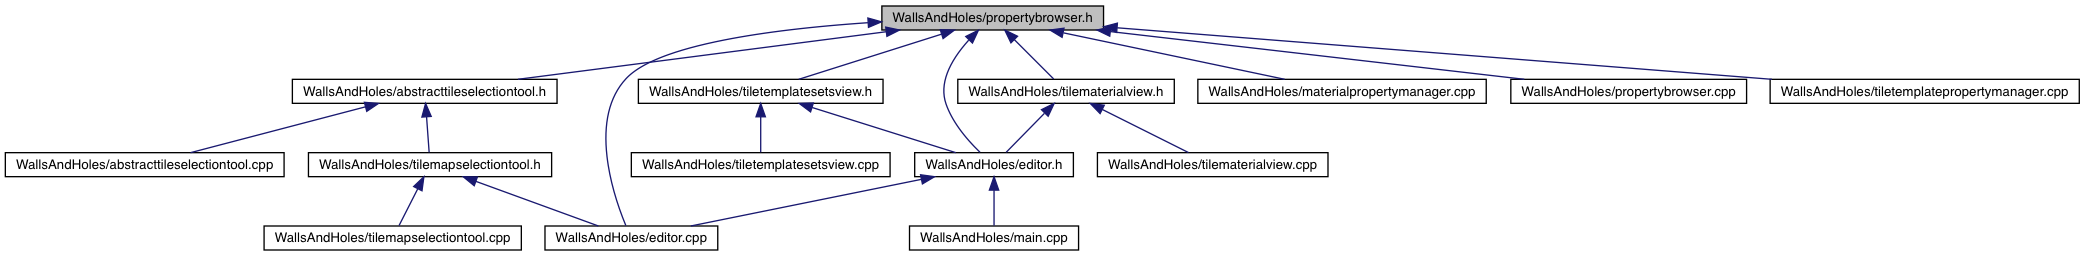 WallsAndHoles/propertybrowser.h
WallsAndHoles/abstracttileselectiontool.h
WallsAndHoles/tiletemplatesetsview.h
WallsAndHoles/tilematerialview.h
WallsAndHoles/materialpropertymanager.cpp
WallsAndHoles/propertybrowser.cpp
WallsAndHoles/tiletemplatepropertymanager.cpp
WallsAndHoles/abstracttileselectiontool.cpp
WallsAndHoles/tilemapselectiontool.h
WallsAndHoles/tiletemplatesetsview.cpp
WallsAndHoles/editor.h
WallsAndHoles/tilematerialview.cpp
WallsAndHoles/tilemapselectiontool.cpp
WallsAndHoles/editor.cpp
WallsAndHoles/main.cpp